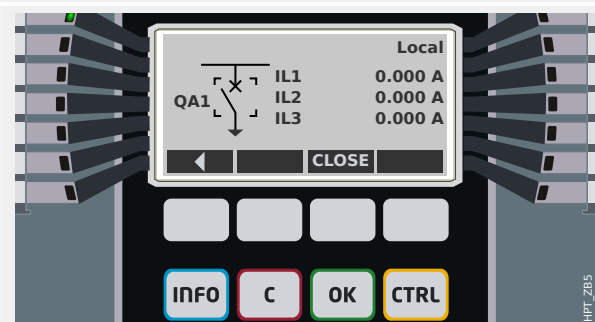 Local
IL1 0.000 A
QA1 IL2 0.000 A
IL3 0.000 A
CLOSE
INFO C OK CTRL
HPT_ZB5